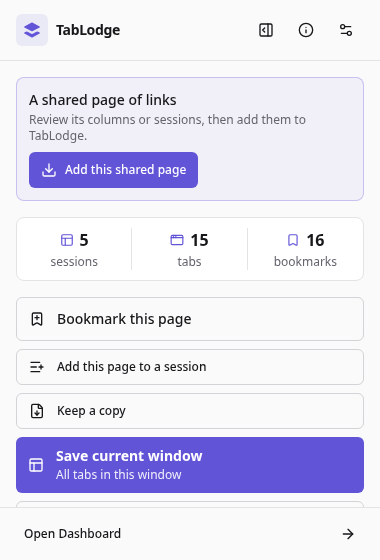 TabLodge
A shared page of links
Review its columns or sessions, then add them to
TabLodge.
Add this shared page
5
sessions
15
tabs
16
bookmarks
Bookmark this page
Add this page to a session
Keep a copy
Save current window
All tabs in this window
Open Dashboard